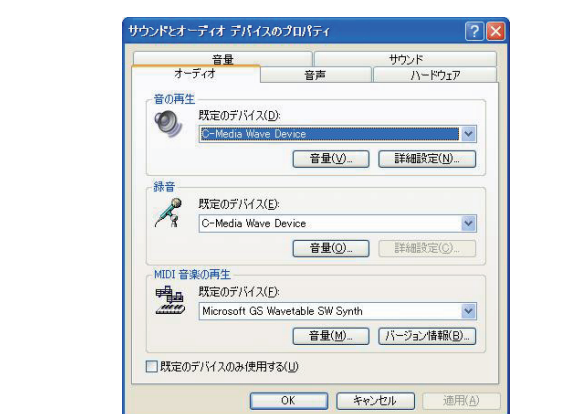 サウンドとオーディオ デバイスのプロパティ
音量 サウンド
オーディオ 音声 ハードウェア
音の再生
既定のデバイス(D):
C-Media Wave Device
音量(V)... 詳細設定(N)...
録音
既定のデバイス(E):
C-Media Wave Device
音量(O)... 詳細設定(C)...
MIDI 音楽の再生
既定のデバイス(F):
Microsoft GS Wavetable SW Synth
音量(M)... バージョン情報(B)...
既定のデバイスのみ使用する(U)
OK キャンセル 適用(A)